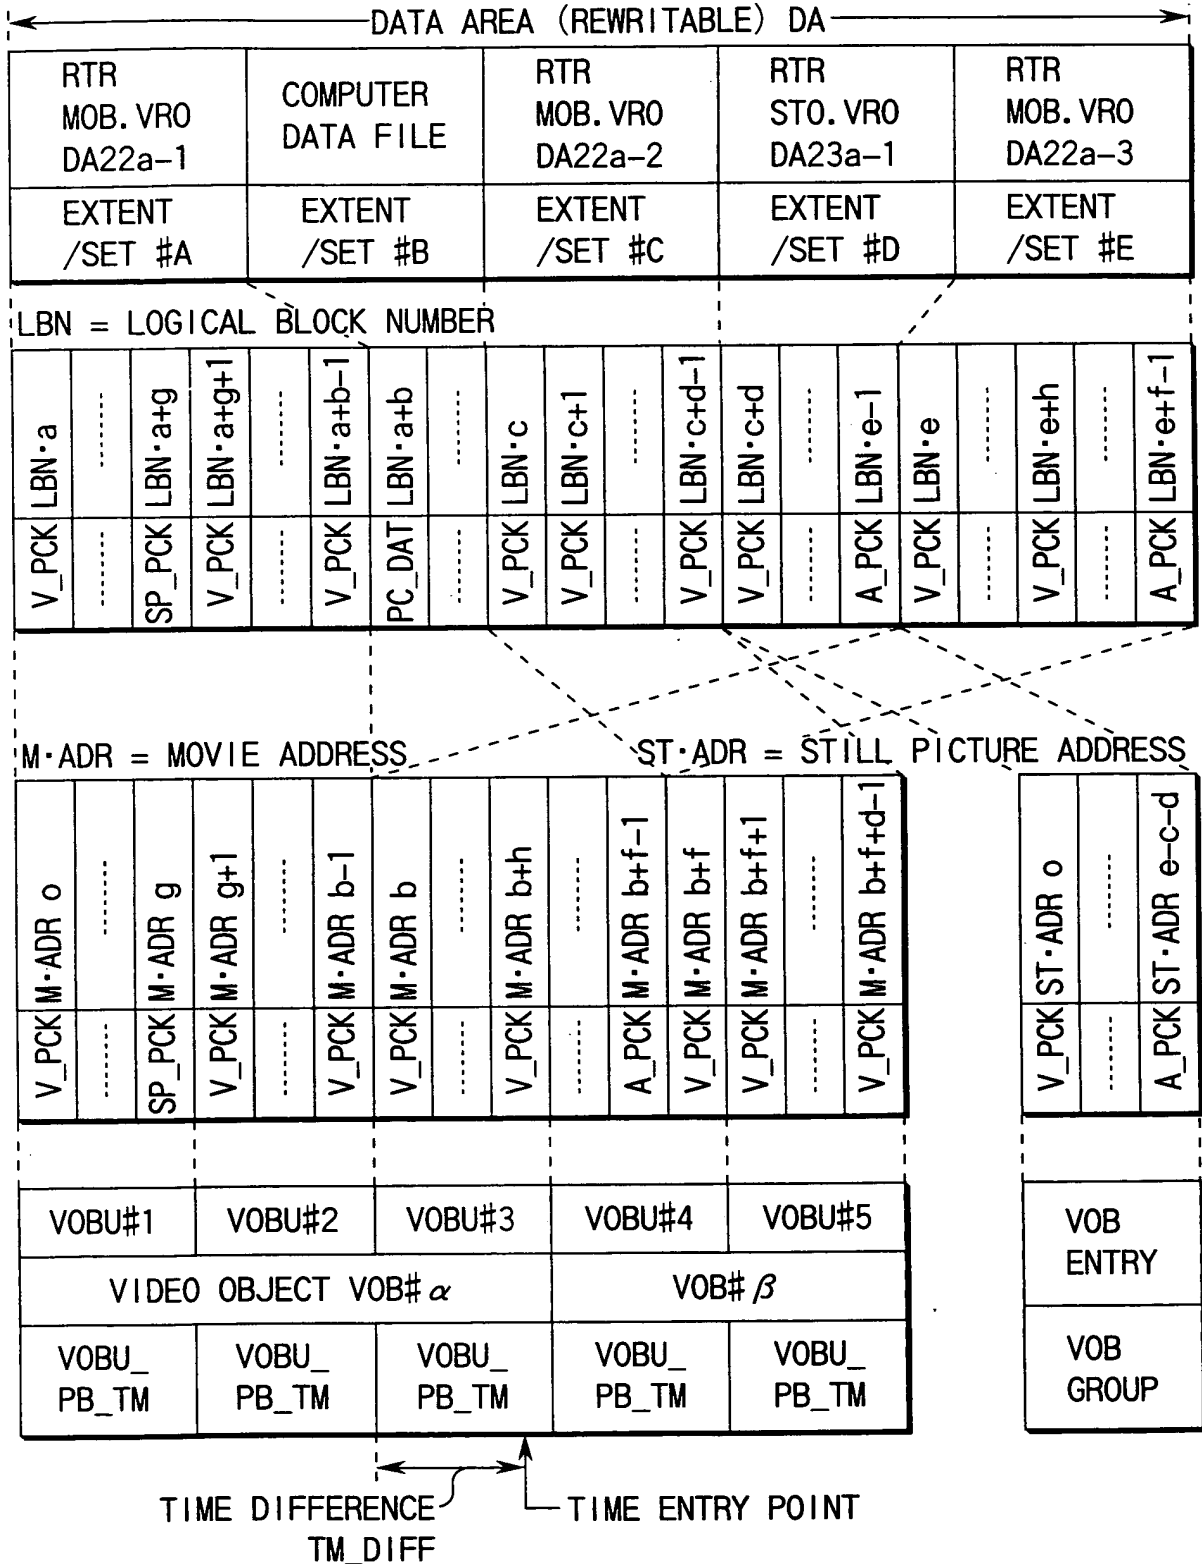 DATA AREA (REWRITABLE) DA
RTR MOB.VRO DA22a-1
COMPUTER DATA FILE
RTR MOB.VRO DA22a-2
RTR STO.VRO DA23a-1
RTR MOB.VRO DA22a-3
EXTENT /SET #A
EXTENT /SET #B
EXTENT /SET #C
EXTENT /SET #D
EXTENT /SET #E
LBN = LOGICAL BLOCK NUMBER
V_PCK LBN·a
SP_PCK LBN·a+g
V_PCK LBN·a+g+1
V_PCK LBN·a+b-1
PC_DAT LBN·a+b
V_PCK LBN·c
V_PCK LBN·c+1
V_PCK LBN·c+d-1
V_PCK LBN·c+d
A_PCK LBN·e-1
V_PCK LBN·e
V_PCK LBN·e+h
A_PCK LBN·e+f-1
M·ADR = MOVIE ADDRESS
ST·ADR = STILL PICTURE ADDRESS
V_PCK M·ADR o
SP_PCK M·ADR g
V_PCK M·ADR g+1
V_PCK M·ADR b-1
V_PCK M·ADR b
V_PCK M·ADR b+h
A_PCK M·ADR b+f-1
V_PCK M·ADR b+f
V_PCK M·ADR b+f+1
V_PCK M·ADR b+f+d-1
V_PCK ST·ADR o
A_PCK ST·ADR e-c-d
VOBU#1
VOBU#2
VOBU#3
VOBU#4
VOBU#5
VOB ENTRY
VIDEO OBJECT VOB#α
VOB#β
VOBU_ PB_TM
VOBU_ PB_TM
VOBU_ PB_TM
VOBU_ PB_TM
VOBU_ PB_TM
VOB GROUP
TIME DIFFERENCE TM_DIFF
TIME ENTRY POINT